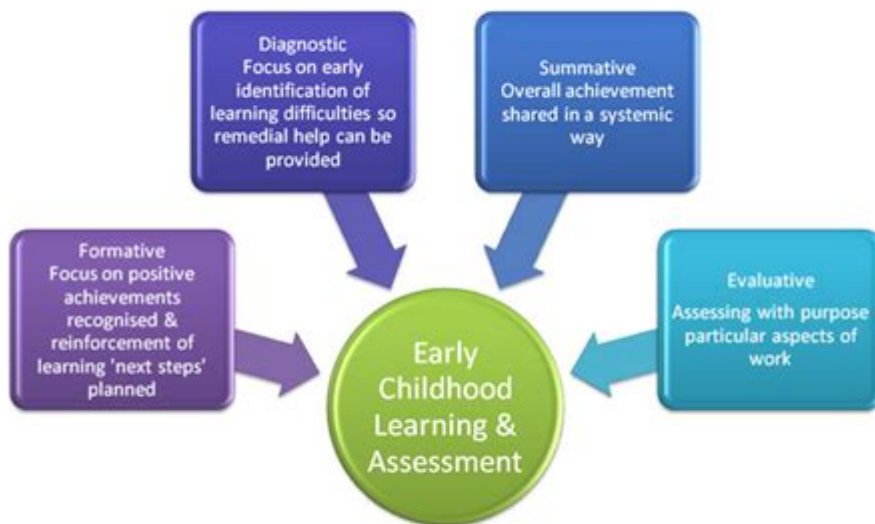 Diagnostic
Focus on early
identification of
learning difficulties so
remedial help can be
provided
Summative
Overall achievement
shared in a systemic
way
Formative
Focus on positive
achievements
recognised &
reinforcement of
learning 'next steps'
planned
Evaluative
Assessing with purpose
particular aspects of
work
Early
Childhood
Learning &
Assessment